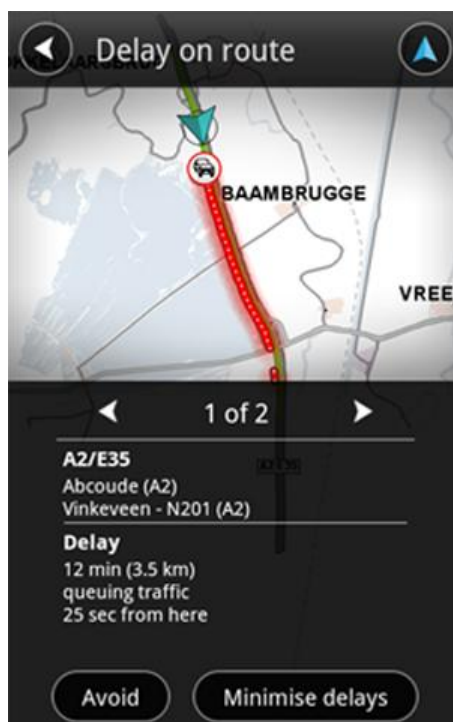 Delay on route
BAAMBRUGGE
VREE
1 of 2
A2/E35
Abcoude (A2)
Vinkeveen - N201 (A2)
Delay
12 min (3.5 km)
queuing traffic
25 sec from here
Avoid
Minimise delays